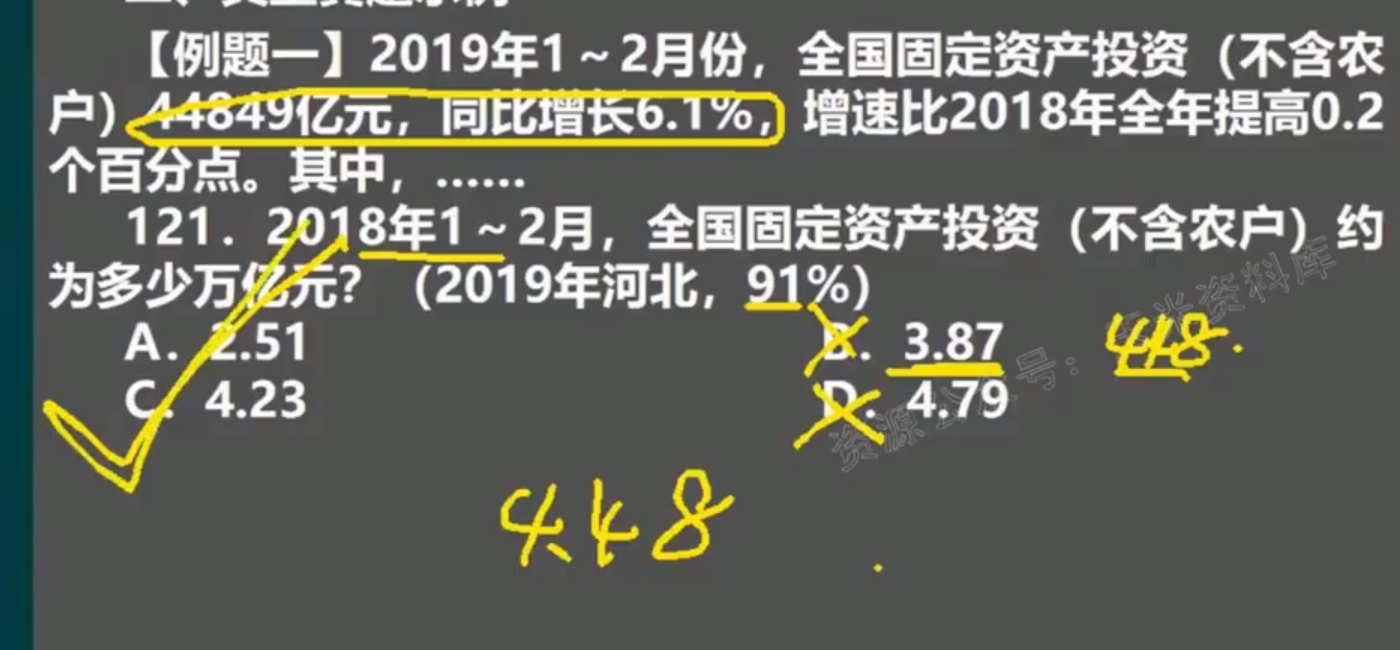 【例题一】2019年1～2月份，全国固定资产投资（不含农
户）44849亿元，同比增长6.1%，增速比2018年全年提高0.2
个百分点。其中，……
121．2018年1～2月，全国固定资产投资（不含农户）约
为多少万亿元？（2019年河北，91%）
A．2.51 B．3.87 448
C．4.23 D．4.79
资源公众号：
资料库
4.48